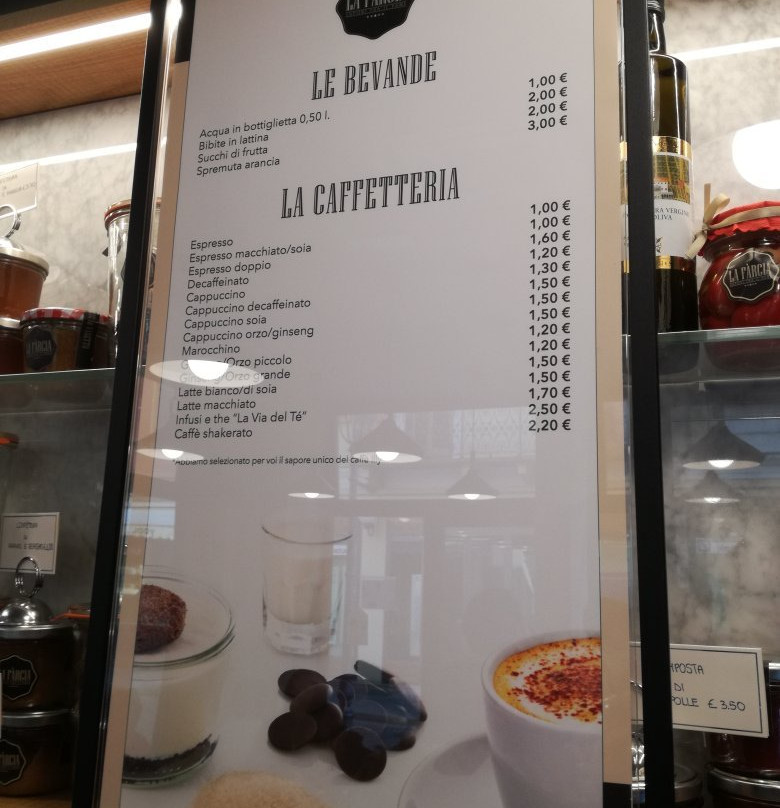 LA FARCIA
LE BEVANDE
Acqua in bottiglietta 0,50 l. 1,00 €
Bibite in lattina 2,00 €
Succhi di frutta 2,00 €
Spremuta arancia 3,00 €
LA CAFFETTERIA
Espresso 1,00 €
Espresso macchiato/soia 1,00 €
Espresso doppio 1,60 €
Decaffeinato 1,20 €
Cappuccino 1,30 €
Cappuccino decaffeinato 1,50 €
Cappuccino soia 1,50 €
Cappuccino orzo/ginseng 1,50 €
Marocchino 1,20 €
/Orzo piccolo 1,20 €
/Orzo grande 1,50 €
Latte bianco/di soia 1,50 €
Latte macchiato 1,70 €
Infusi e the "La Via del Té" 2,50 €
Caffè shakerato 2,20 €
*Abbiamo selezionato per voi il sapore unico del caffè illy
LA FARCIA
MPOSTA
DI
POLLE € 3.50